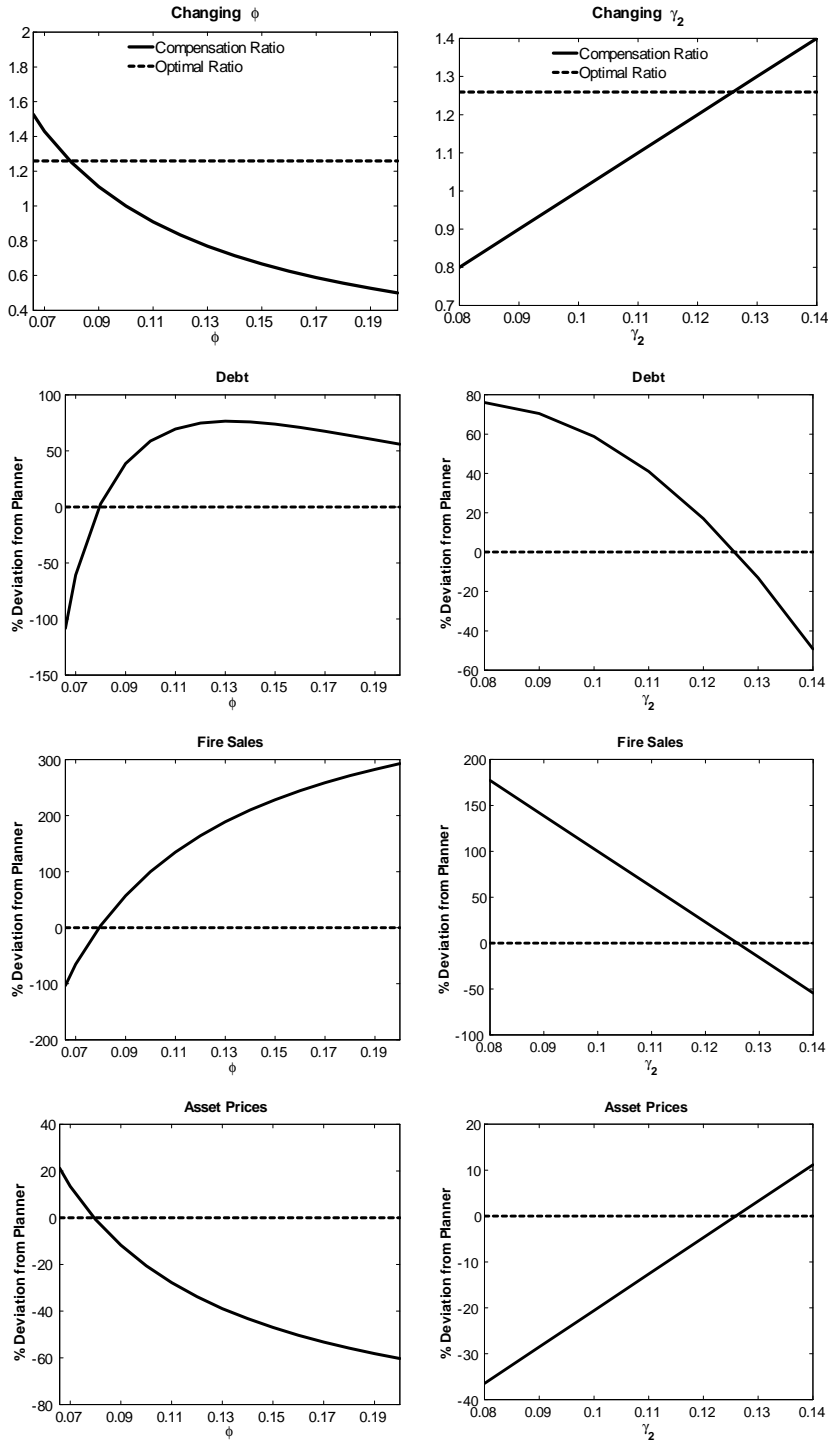 Changing ϕ
2
1.8
1.6
1.4
1.2
1
0.8
0.6
0.4
Compensation Ratio
Optimal Ratio
0.07 0.09 0.11 0.13 0.15 0.17 0.19
ϕ
Changing γ2
1.4
1.3
1.2
1.1
1
0.9
0.8
0.7
Compensation Ratio
Optimal Ratio
0.08 0.09 0.1 0.11 0.12 0.13 0.14
γ2
Debt
% Deviation from Planner
100
50
0
-50
-100
-150
0.07 0.09 0.11 0.13 0.15 0.17 0.19
ϕ
Debt
% Deviation from Planner
80
60
40
20
0
-20
-40
-60
0.08 0.09 0.1 0.11 0.12 0.13 0.14
γ2
Fire Sales
% Deviation from Planner
300
200
100
0
-100
-200
0.07 0.09 0.11 0.13 0.15 0.17 0.19
ϕ
Fire Sales
% Deviation from Planner
200
150
100
50
0
-50
-100
0.08 0.09 0.1 0.11 0.12 0.13 0.14
γ2
Asset Prices
% Deviation from Planner
40
20
0
-20
-40
-60
-80
0.07 0.09 0.11 0.13 0.15 0.17 0.19
ϕ
Asset Prices
% Deviation from Planner
20
10
0
-10
-20
-30
-40
0.08 0.09 0.1 0.11 0.12 0.13 0.14
γ2